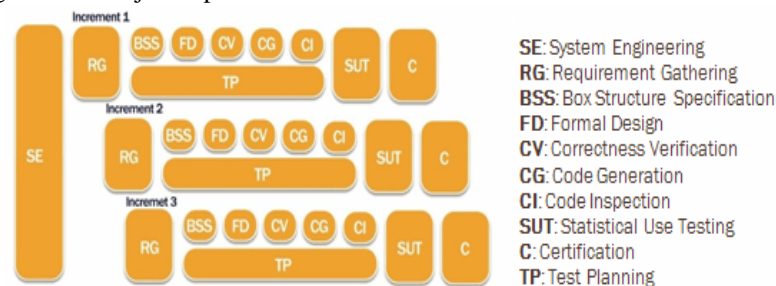 Increment 1
SE
RG
BSS FD CV CG CI
TP
SUT
C
Increment 2
RG
BSS FD CV CG CI
TP
SUT
C
Incremet 3
RG
BSS FD CV CG CI
TP
SUT
C
SE: System Engineering
RG: Requirement Gathering
BSS: Box Structure Specification
FD: Formal Design
CV: Correctness Verification
CG: Code Generation
CI: Code Inspection
SUT: Statistical Use Testing
C: Certification
TP: Test Planning